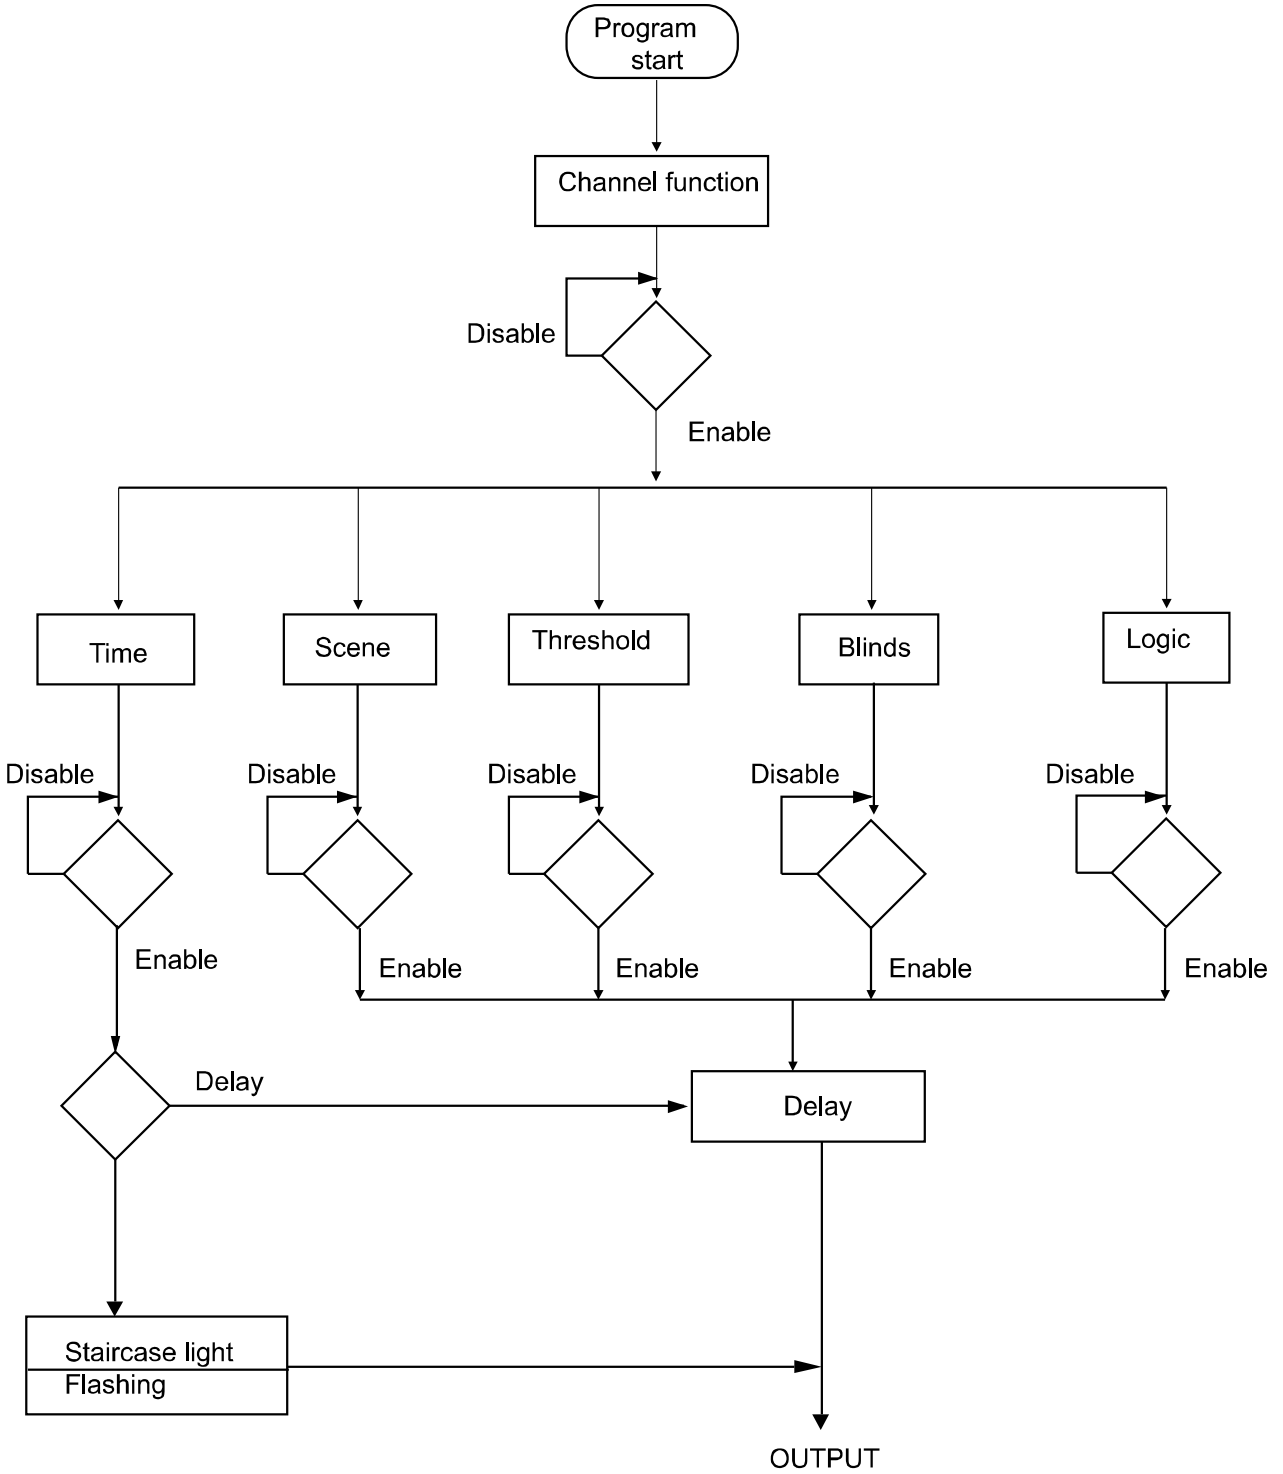 Program
start
Channel function
Disable
Enable
Time
Scene
Threshold
Blinds
Logic
Disable
Disable
Disable
Disable
Disable
Enable
Enable
Enable
Enable
Enable
Delay
Delay
Staircase light
Flashing
OUTPUT